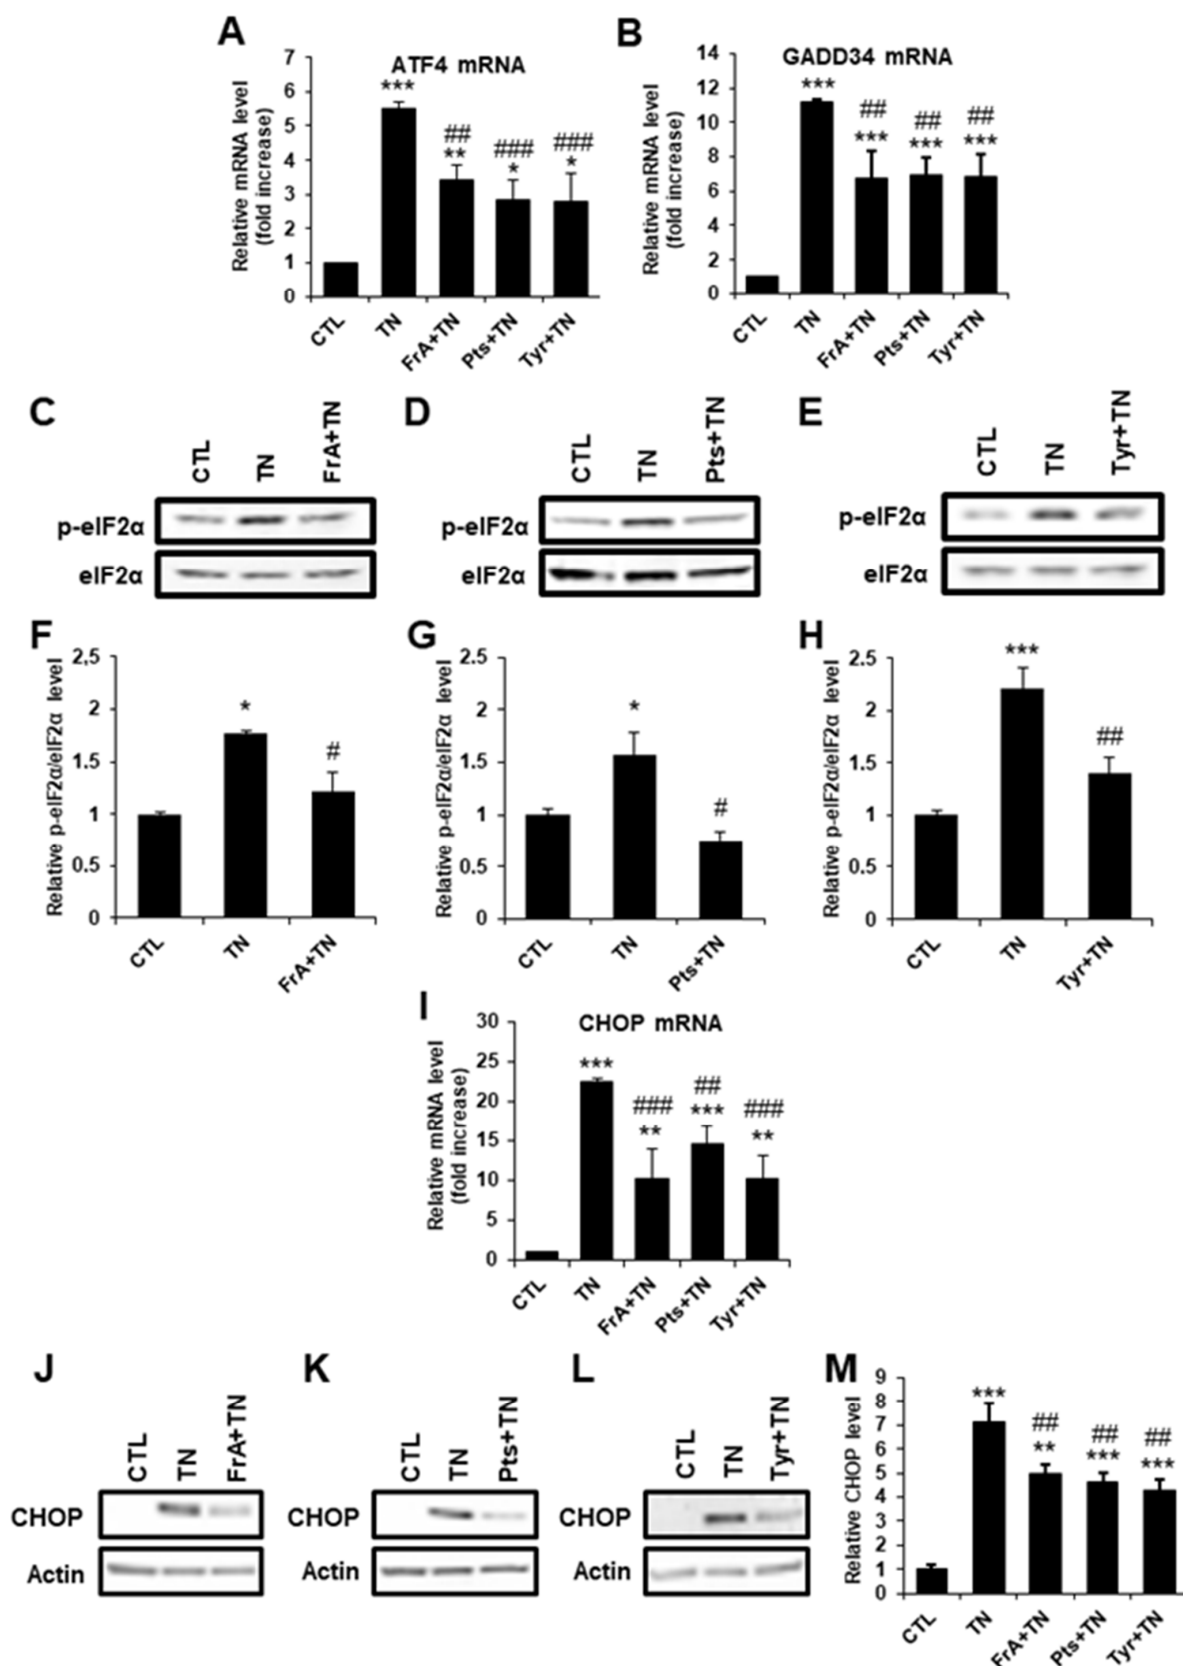 A
ATF4 mRNA
Relative mRNA level
(fold increase)
7
6
5
4
3
2
1
0
***
##
**
###
*
###
*
CTL
TN
FrA+TN
Pts+TN
Tyr+TN
B
GADD34 mRNA
Relative mRNA level
(fold increase)
14
12
10
8
6
4
2
0
***
##
***
##
***
##
***
CTL
TN
FrA+TN
Pts+TN
Tyr+TN
C
CTL
TN
FrA+TN
p-eIF2α
eIF2α
D
CTL
TN
Pts+TN
p-eIF2α
eIF2α
E
CTL
TN
Tyr+TN
p-eIF2α
eIF2α
F
Relative p-eIF2α/eIF2α level
2,5
2
1.5
1
0.5
0
*
#
CTL
TN
FrA+TN
G
Relative p-eIF2α/eIF2α level
2.5
2
1.5
1
0.5
0
*
#
CTL
TN
Pts+TN
H
Relative p-eIF2α/eIF2α level
2.5
2
1.5
1
0.5
0
***
##
CTL
TN
Tyr+TN
I
CHOP mRNA
Relative mRNA level
(fold increase)
30
25
20
15
10
5
0
***
###
**
##
***
###
**
CTL
TN
FrA+TN
Pts+TN
Tyr+TN
J
CTL
TN
FrA+TN
CHOP
Actin
K
CTL
TN
Pts+TN
CHOP
Actin
L
CTL
TN
Tyr+TN
CHOP
Actin
M
Relative CHOP level
9
8
7
6
5
4
3
2
1
0
***
##
**
##
***
##
***
CTL
TN
FrA+TN
Pts+TN
Tyr+TN